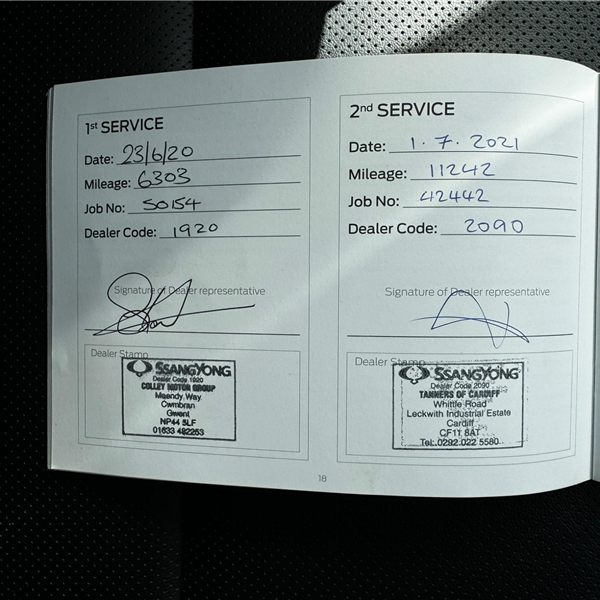 1st SERVICE
Date: 23/6/20
Mileage: 6303
Job No: S0154
Dealer Code: 1920
Signature of Dealer representative
Dealer Stamp
SSANGYONG
Dealer Code 1920
COLLEY MOTOR GROUP
Maendy Way
Cwmbran
Gwent
NP44 5LF
01633 482253
2nd SERVICE
Date: 1.7.2021
Mileage: 11242
Job No: 42442
Dealer Code: 2090
Signature of Dealer representative
Dealer Stamp
SSANGYONG
Dealer Code 2090
TANNERS OF CARDIFF
Whittle Road
Leckwith Industrial Estate
Cardiff
CF11 8AT
Tel: 0292 022 5580
18